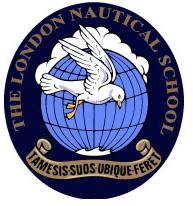 THE LONDON NAUTICAL SCHOOL
TAMESIS·SUOS·UBIQUE·FERET